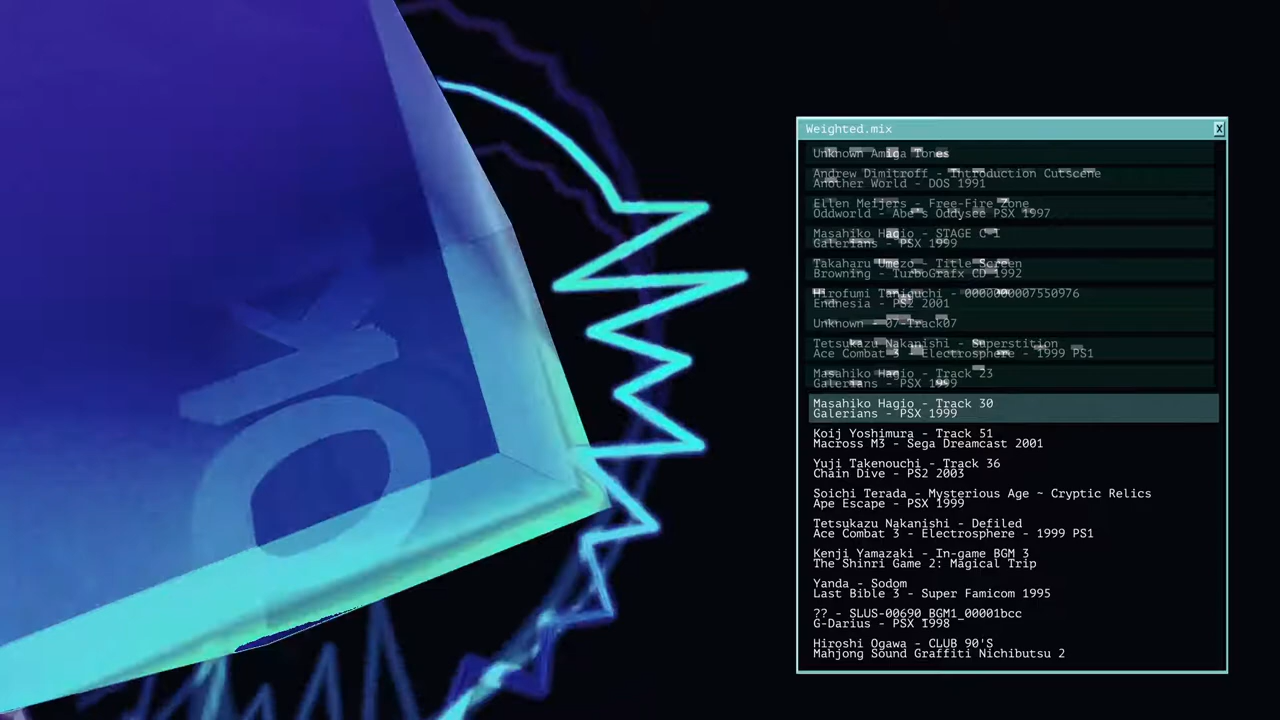 Ok
Weighted.mix
X
Unknown Amiga Tones
Andrew Dimitroff - Introduction Cutscene
Another World - DOS 1991
Ellen Meijers - Free-Fire Zone
Oddworld - Abe's Oddysee PSX 1997
Masahiko Hagio - STAGE C-1
Galerians - PSX 1999
Takaharu Umezo - Title Screen
Browning - TurboGrafx CD 1992
Hirofumi Taniguchi - 0000000007550976
Endnesia - PS2 2001
Unknown - 07-Track07
Tetsukazu Nakanishi - Superstition
Ace Combat 3 - Electrosphere - 1999 PS1
Masahiko Hagio - Track 23
Galerians - PSX 1999
Masahiko Hagio - Track 30
Galerians - PSX 1999
Koij Yoshimura - Track 51
Macross M3 - Sega Dreamcast 2001
Yuji Takenouchi - Track 36
Chain Dive - PS2 2003
Soichi Terada - Mysterious Age ~ Cryptic Relics
Ape Escape - PSX 1999
Tetsukazu Nakanishi - Defiled
Ace Combat 3 - Electrosphere - 1999 PS1
Kenji Yamazaki - In-game BGM 3
The Shinri Game 2: Magical Trip
Yanda - Sodom
Last Bible 3 - Super Famicom 1995
?? - SLUS-00690_BGM1_00001bcc
G-Darius - PSX 1998
Hiroshi Ogawa - CLUB 90'S
Mahjong Sound Graffiti Nichibutsu 2